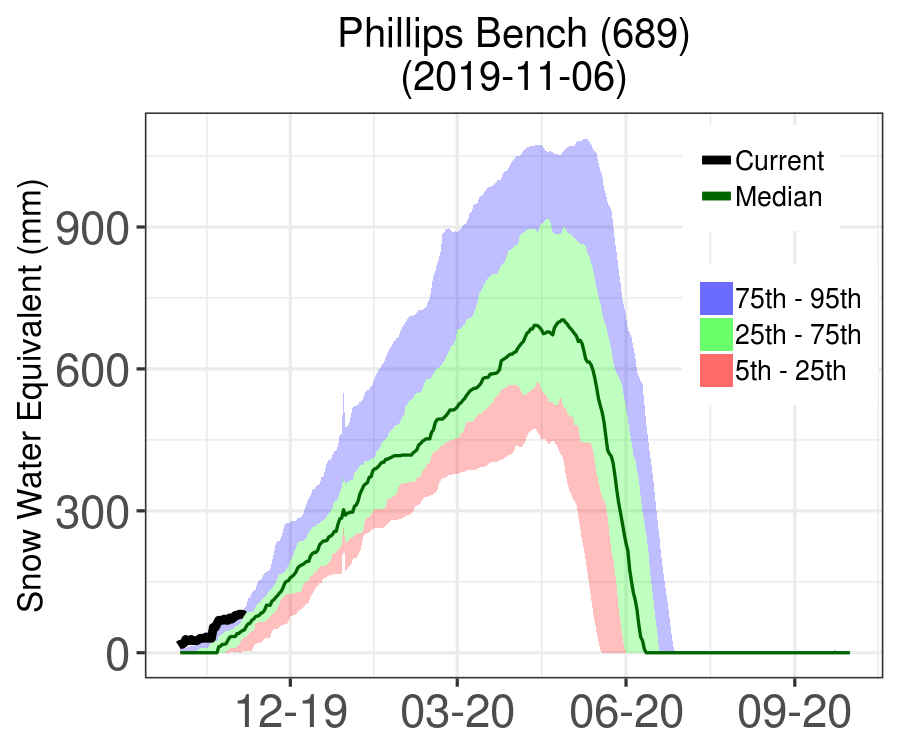 Phillips Bench (689)
(2019-11-06)
Snow Water Equivalent (mm)
900
600
300
0
12-19
03-20
06-20
09-20
Current
Median
75th - 95th
25th - 75th
5th - 25th